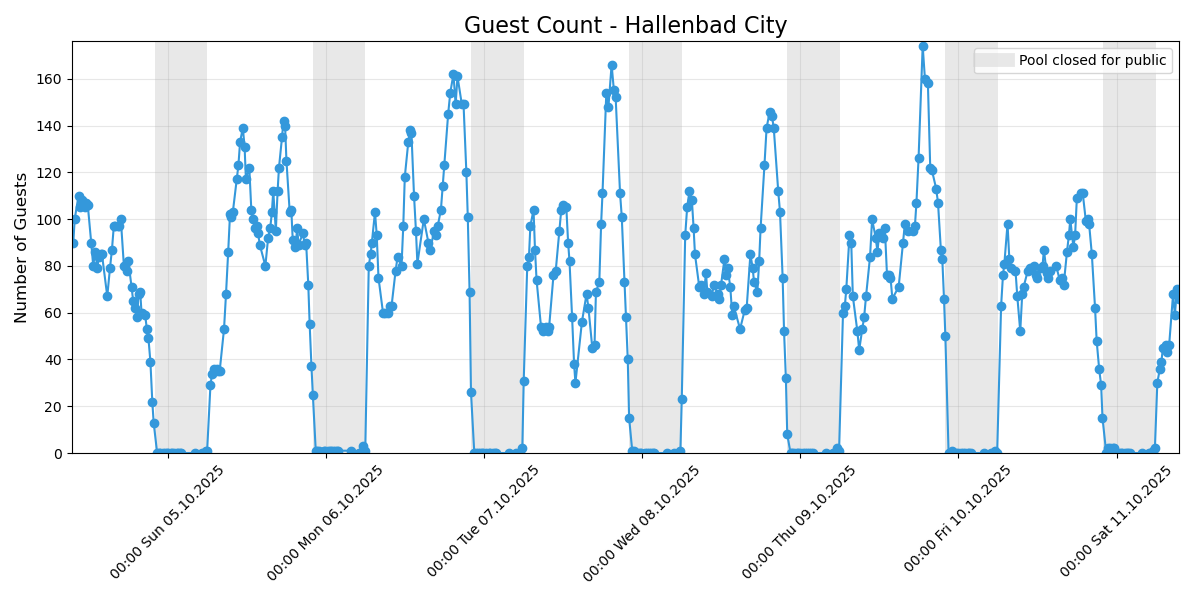 Guest Count - Hallenbad City
Pool closed for public
Number of Guests
160
140
120
100
80
60
40
20
0
00:00 Sun 05.10.2025
00:00 Mon 06.10.2025
00:00 Tue 07.10.2025
00:00 Wed 08.10.2025
00:00 Thu 09.10.2025
00:00 Fri 10.10.2025
00:00 Sat 11.10.2025